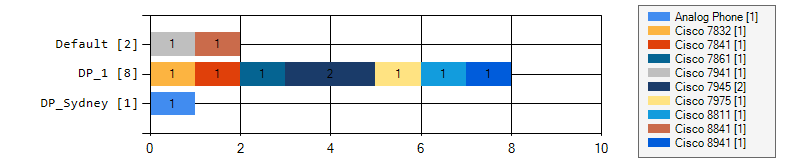 Default [2] 1 1
DP_1 [8] 1 1 1 2 1 1 1
DP_Sydney [1] 1
0 2 4 6 8 10
Analog Phone [1]
Cisco 7832 [1]
Cisco 7841 [1]
Cisco 7861 [1]
Cisco 7941 [1]
Cisco 7945 [2]
Cisco 7975 [1]
Cisco 8811 [1]
Cisco 8841 [1]
Cisco 8941 [1]